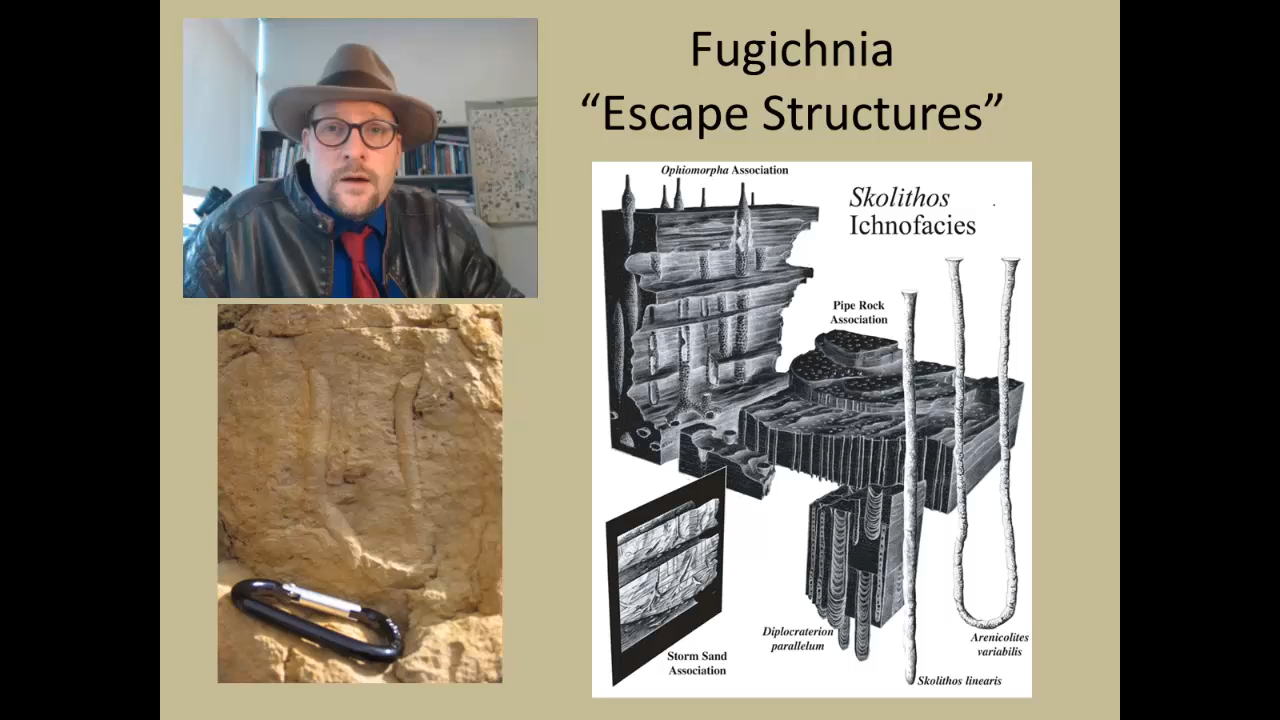 Fugichnia
“Escape Structures”
Ophiomorpha Association
Skolithos
Ichnofacies
Pipe Rock
Association
Diplocraterion
parallelum
Arenicolites
variabilis
Storm Sand
Association
Skolithos linearis